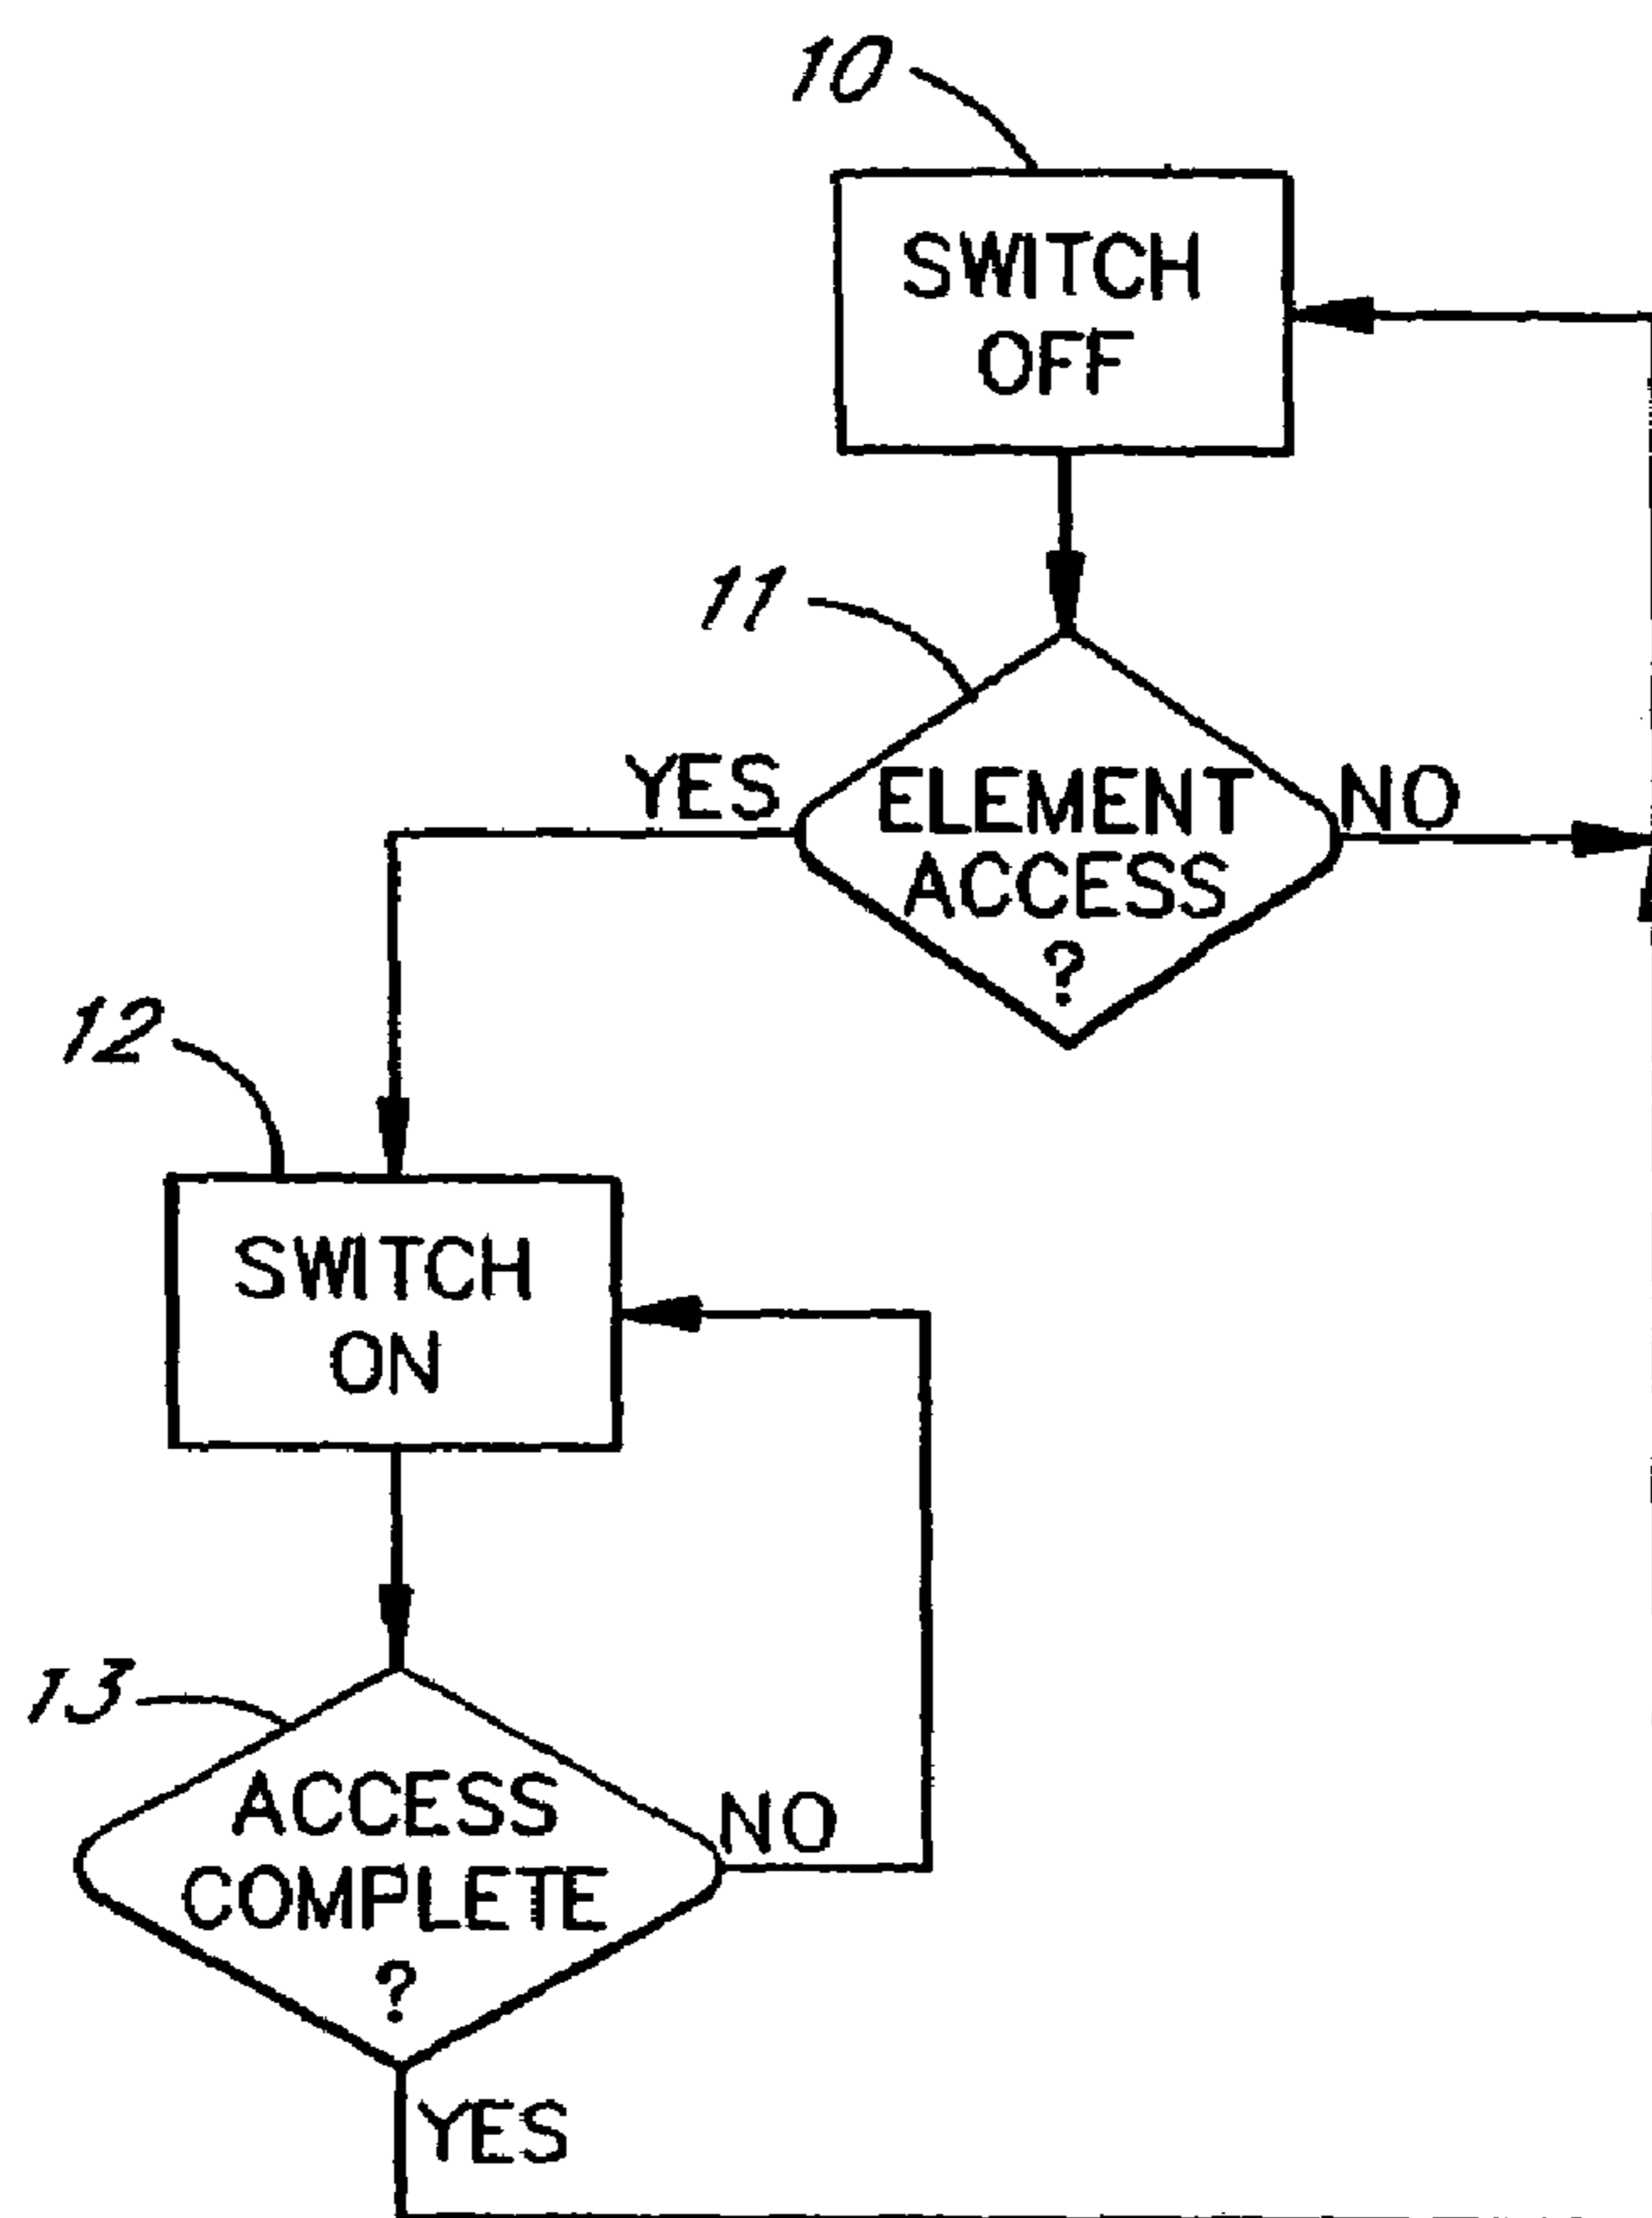 10
SWITCH
OFF
11
YES
ELEMENT
ACCESS
?
NO
12
SWITCH
ON
13
ACCESS
COMPLETE
?
NO
YES